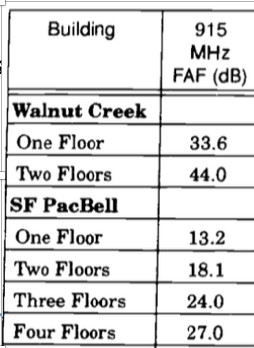 Building 915
MHz
FAF (dB)
Walnut Creek
One Floor 33.6
Two Floors 44.0
SF PacBell
One Floor 13.2
Two Floors 18.1
Three Floors 24.0
Four Floors 27.0